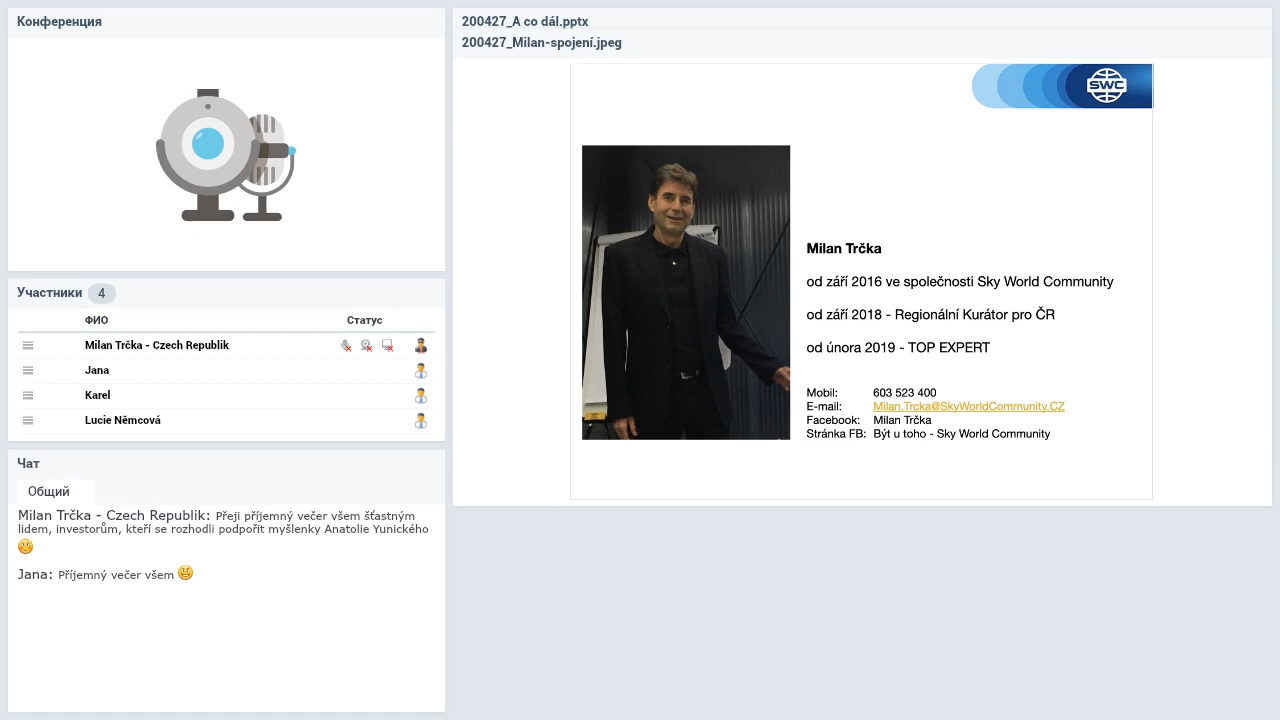 Конференция
Участники 4
ФИО Статус
Milan Trčka - Czech Republik
Jana
Karel
Lucie Němcová
Чат
Общий
Milan Trčka - Czech Republik: Přeji příjemný večer všem šťastným
lidem, investorům, kteří se rozhodli podpořit myšlenky Anatolie Yunického
Jana: Příjemný večer všem
200427_A co dál.pptx
200427_Milan-spojení.jpeg
SWC
Milan Trčka
od září 2016 ve společnosti Sky World Community
od září 2018 - Regionální Kurátor pro ČR
od února 2019 - TOP EXPERT
Mobil: 603 523 400
E-mail: Milan.Trcka@SkyWorldCommunity.CZ
Facebook: Milan Trčka
Stránka FB: Být u toho - Sky World Community